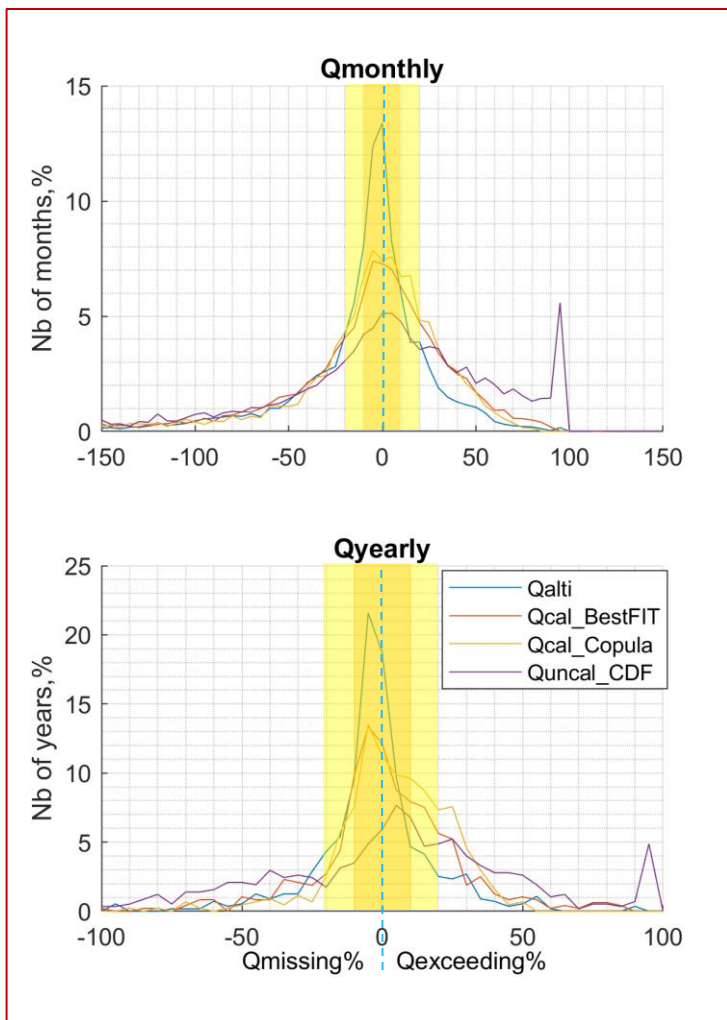 Qmonthly
15
10
5
0
Nb of months,%
-150 -100 -50 0 50 100 150
Qyearly
25
20
15
10
5
0
Nb of years,%
Qalti
Qcal_BestFIT
Qcal_Copula
Quncal_CDF
-100 -50 0 50 100
Qmissing% Qexceeding%